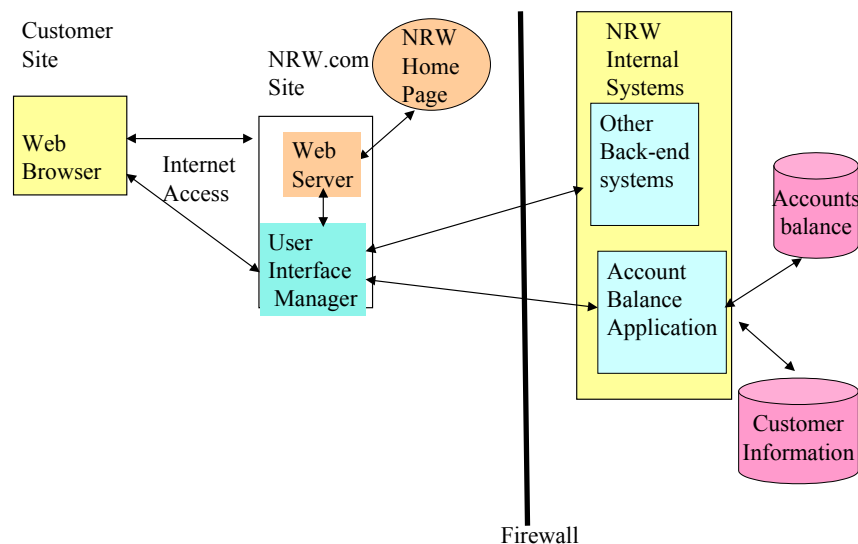 Customer
Site
NRW.com
Site
NRW
Home
Page
NRW
Internal
Systems
Web
Browser
Internet
Access
Web
Server
User
Interface
Manager
Other
Back-end
systems
Account
Balance
Application
Accounts
balance
Customer
Information
Firewall